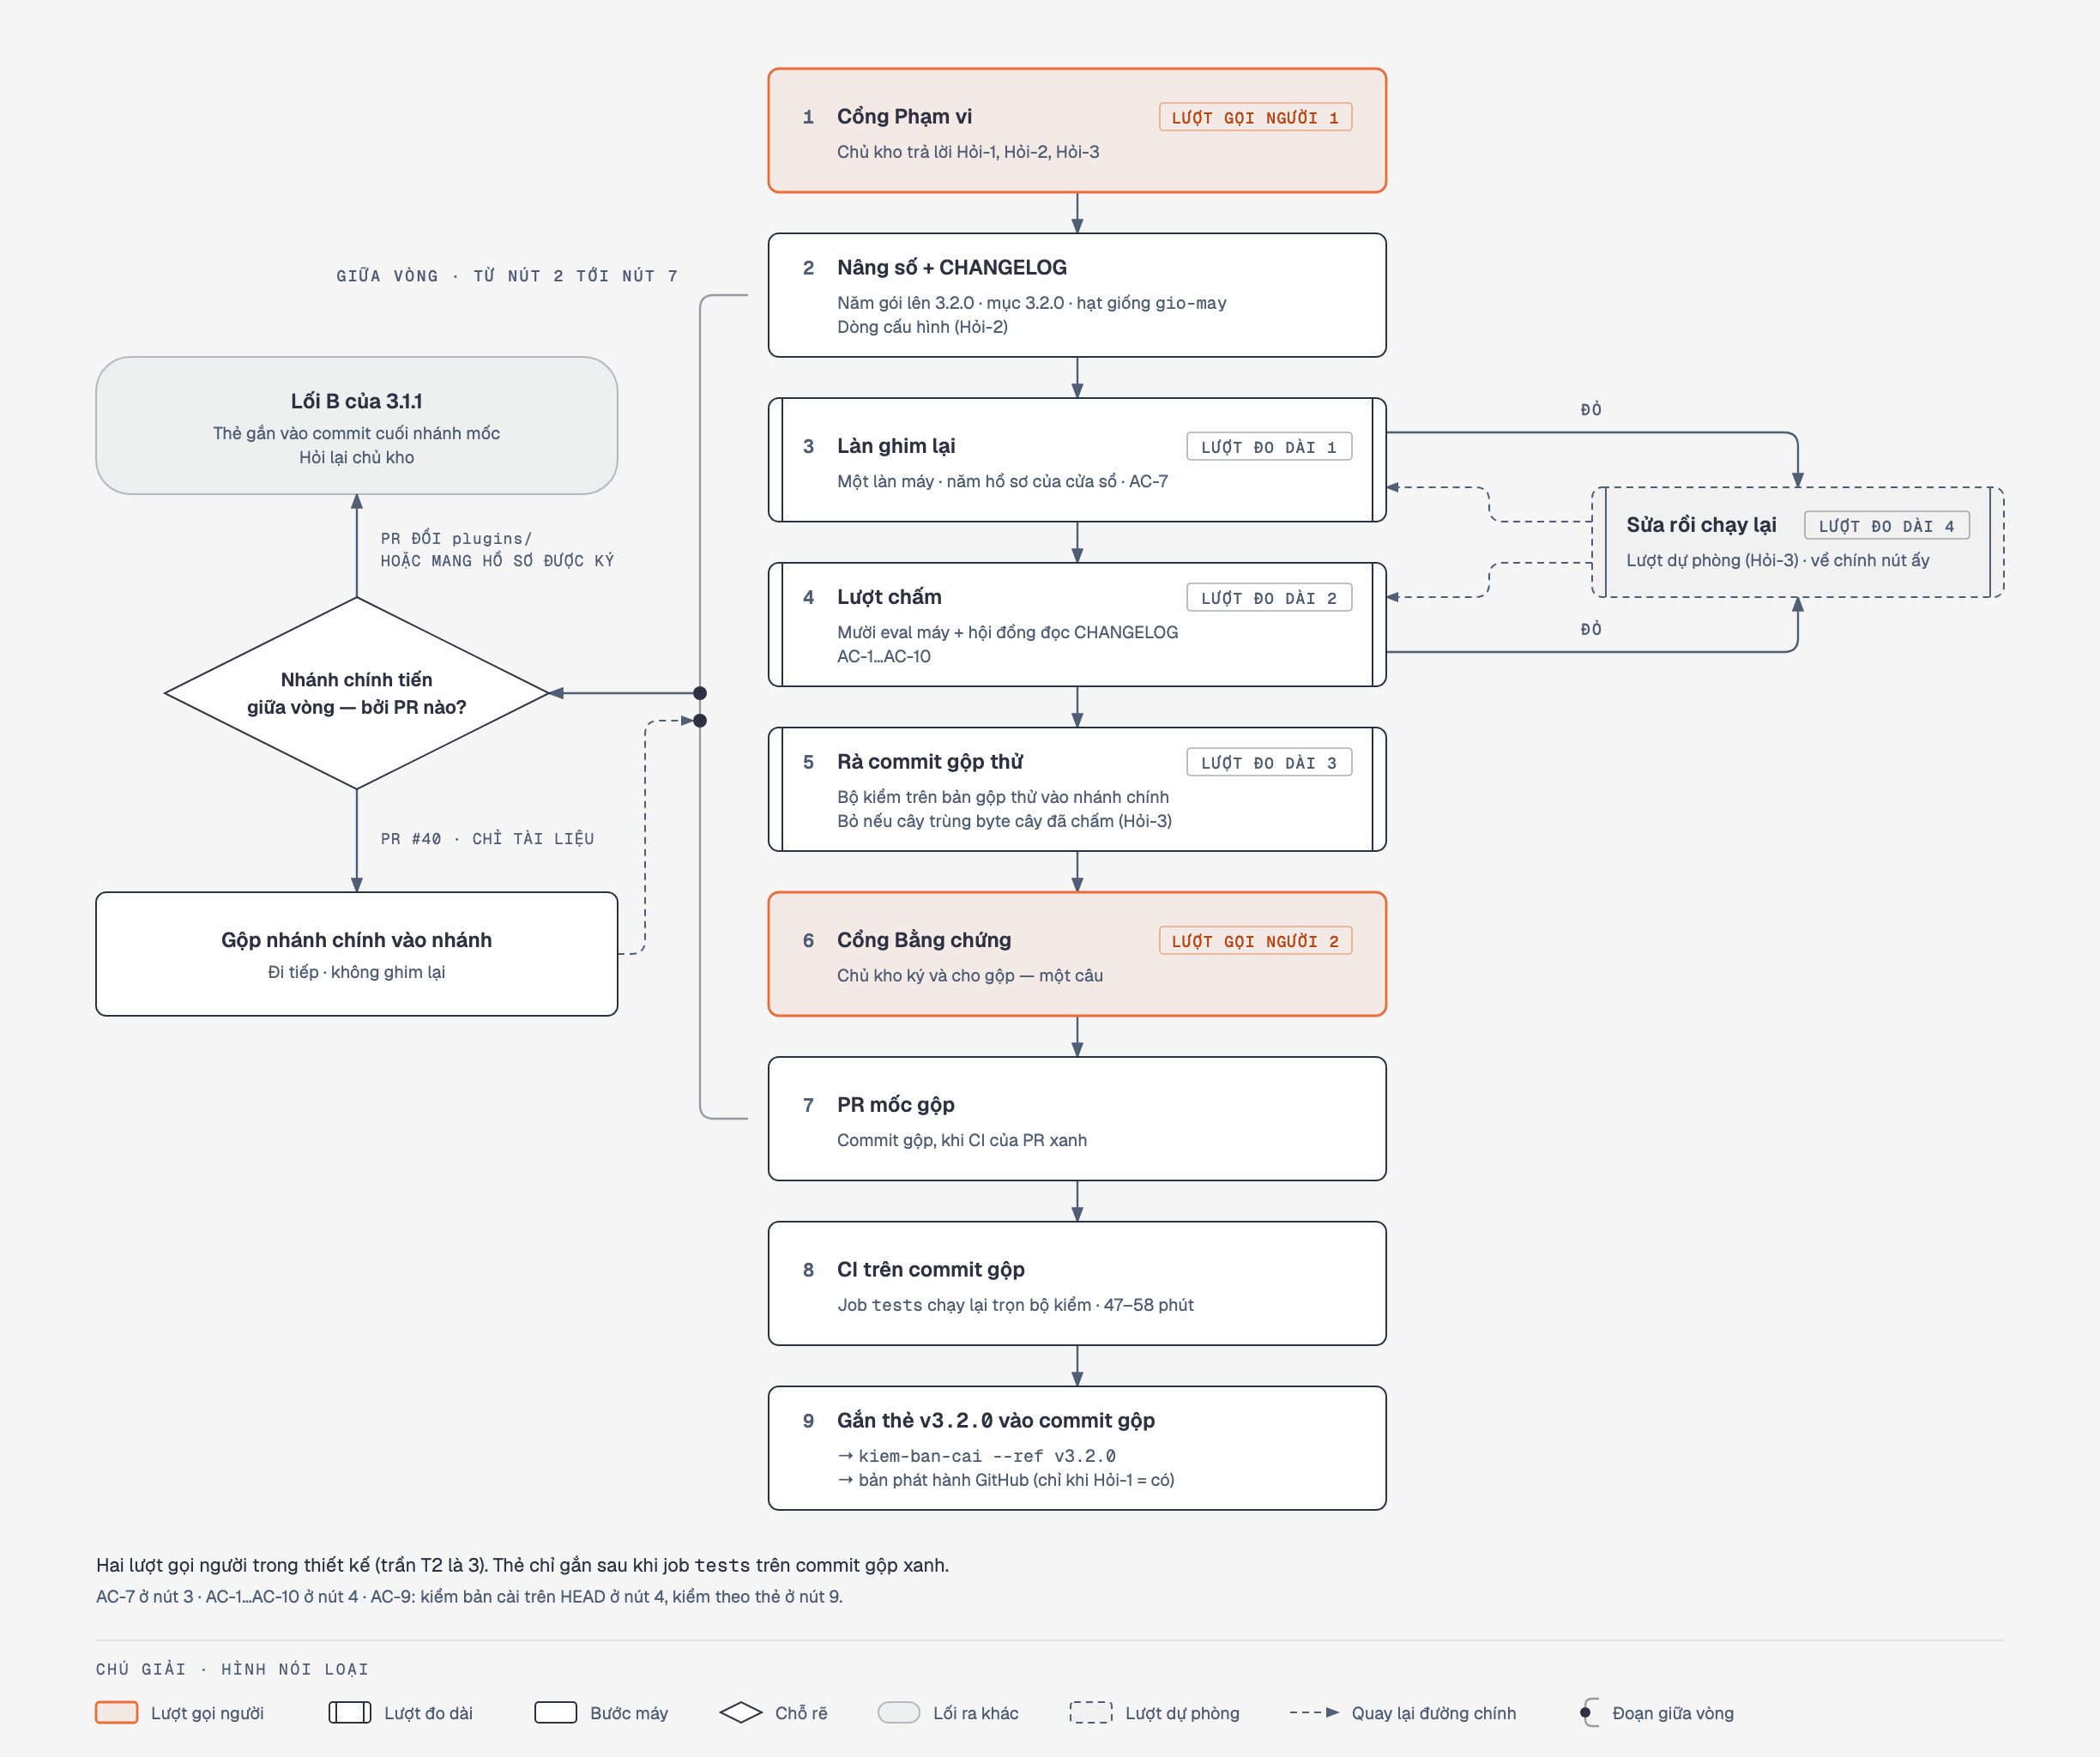 1 Cổng Phạm vi LƯỢT GỌI NGƯỜI 1
Chủ kho trả lời Hỏi-1, Hỏi-2, Hỏi-3
GIỮA VÒNG · TỪ NÚT 2 TỚI NÚT 7
2 Nâng số + CHANGELOG
Năm gói lên 3.2.0 · mục 3.2.0 · hạt giống gio-may
Dòng cấu hình (Hỏi-2)
Lối B của 3.1.1
Thẻ gắn vào commit cuối nhánh mốc
Hỏi lại chủ kho
3 Làn ghim lại LƯỢT ĐO DÀI 1
Một làn máy · năm hồ sơ của cửa sổ · AC-7
ĐỎ
Sửa rồi chạy lại LƯỢT ĐO DÀI 4
Lượt dự phòng (Hỏi-3) · về chính nút ấy
PR ĐỔI plugins/
HOẶC MANG HỒ SƠ ĐƯỢC KÝ
4 Lượt chấm LƯỢT ĐO DÀI 2
Mười eval máy + hội đồng đọc CHANGELOG
AC-1…AC-10
ĐỎ
Nhánh chính tiến
giữa vòng — bởi PR nào?
5 Rà commit gộp thử LƯỢT ĐO DÀI 3
Bộ kiểm trên bản gộp thử vào nhánh chính
Bỏ nếu cây trùng byte cây đã chấm (Hỏi-3)
PR #40 · CHỈ TÀI LIỆU
Gộp nhánh chính vào nhánh
Đi tiếp · không ghim lại
6 Cổng Bằng chứng LƯỢT GỌI NGƯỜI 2
Chủ kho ký và cho gộp — một câu
7 PR mốc gộp
Commit gộp, khi CI của PR xanh
8 CI trên commit gộp
Job tests chạy lại trọn bộ kiểm · 47–58 phút
9 Gắn thẻ v3.2.0 vào commit gộp
→ kiem-ban-cai --ref v3.2.0
→ bản phát hành GitHub (chỉ khi Hỏi-1 = có)
Hai lượt gọi người trong thiết kế (trần T2 là 3). Thẻ chỉ gắn sau khi job tests trên commit gộp xanh.
AC-7 ở nút 3 · AC-1…AC-10 ở nút 4 · AC-9: kiểm bản cài trên HEAD ở nút 4, kiểm theo thẻ ở nút 9.
CHÚ GIẢI · HÌNH NÓI LOẠI
Lượt gọi người
Lượt đo dài
Bước máy
Chỗ rẽ
Lối ra khác
Lượt dự phòng
Quay lại đường chính
Đoạn giữa vòng